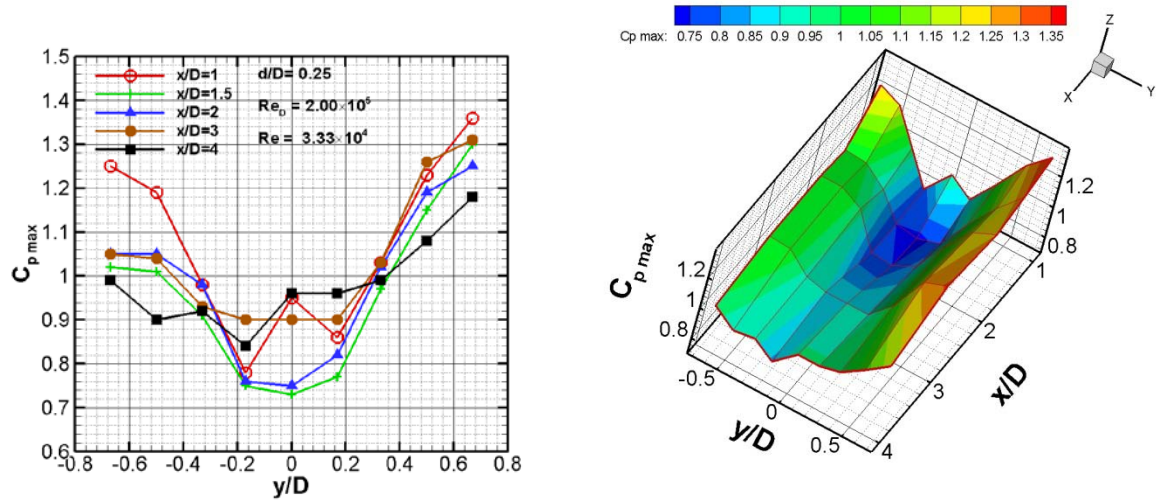 1.5
1.4
1.3
1.2
1.1
1
0.9
0.8
0.7
0.6
C p max
x/D=1
x/D=1.5
x/D=2
x/D=3
x/D=4
d/D= 0.25
Re_D = 2.00×10^5
Re = 3.33×10^4
-0.8 -0.6 -0.4 -0.2 0 0.2 0.4 0.6 0.8
y/D
Cp max: 0.75 0.8 0.85 0.9 0.95 1 1.05 1.1 1.15 1.2 1.25 1.3 1.35
Z
X Y
C p max
1.2
1
0.8
1.2
1
0.8
-0.5 0 0.5
y/D
1
2
3
4
x/D